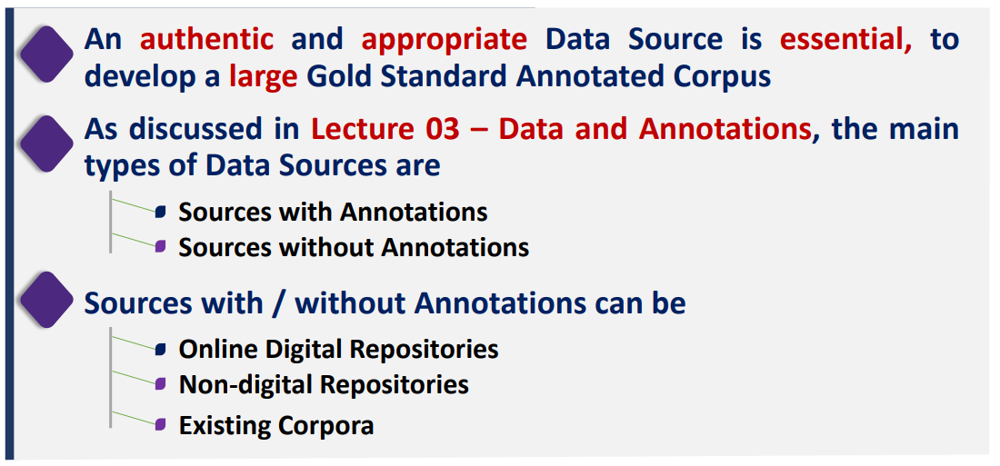 An authentic and appropriate Data Source is essential, to
develop a large Gold Standard Annotated Corpus
As discussed in Lecture 03 – Data and Annotations, the main
types of Data Sources are
Sources with Annotations
Sources without Annotations
Sources with / without Annotations can be
Online Digital Repositories
Non-digital Repositories
Existing Corpora